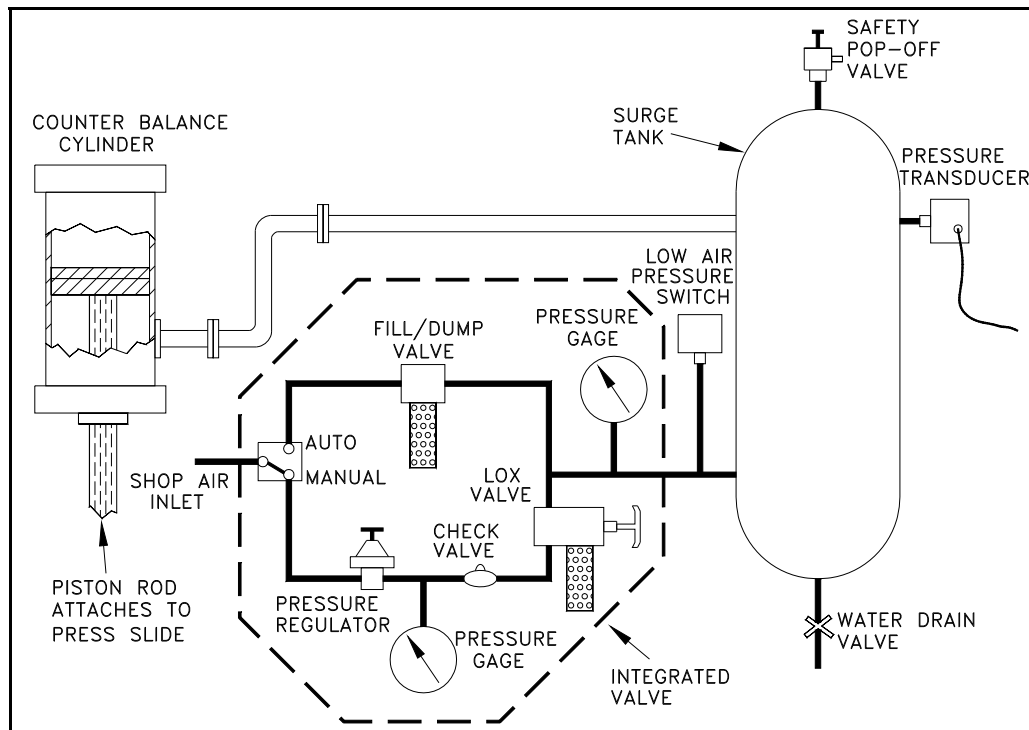 SAFETY
POP-OFF
VALVE
SURGE
TANK
COUNTER BALANCE
CYLINDER
PRESSURE
TRANSDUCER
LOW AIR
PRESSURE
SWITCH
PRESSURE
GAGE
FILL/DUMP
VALVE
AUTO
MANUAL
SHOP AIR
INLET
LOX
VALVE
CHECK
VALVE
PISTON ROD
ATTACHES TO
PRESS SLIDE
PRESSURE
REGULATOR
PRESSURE
GAGE
INTEGRATED
VALVE
WATER DRAIN
VALVE